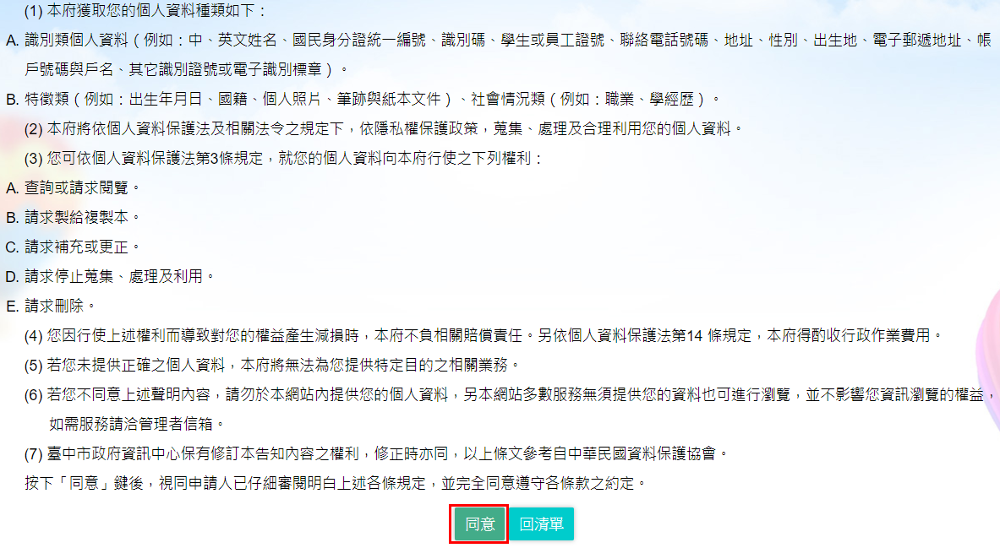 (1) 本府獲取您的個人資料種類如下：
A. 識別類個人資料（例如：中、英文姓名、國民身分證統一編號、識別碼、學生或員工證號、聯絡電話號碼、地址、性別、出生地、電子郵遞地址、帳
戶號碼與戶名、其它識別證號或電子識別標章）。
B. 特徵類（例如：出生年月日、國籍、個人照片、筆跡與紙本文件）、社會情況類（例如：職業、學經歷）。
(2) 本府將依個人資料保護法及相關法令之規定下，依隱私權保護政策，蒐集、處理及合理利用您的個人資料。
(3) 您可依個人資料保護法第3條規定，就您的個人資料向本府行使之下列權利：
A. 查詢或請求閱覽。
B. 請求製給複製本。
C. 請求補充或更正。
D. 請求停止蒐集、處理及利用。
E. 請求刪除。
(4) 您因行使上述權利而導致對您的權益產生減損時，本府不負相關賠償責任。另依個人資料保護法第14 條規定，本府得酌收行政作業費用。
(5) 若您未提供正確之個人資料，本府將無法為您提供特定目的之相關業務。
(6) 若您不同意上述聲明內容，請勿於本網站內提供您的個人資料，另本網站多數服務無須提供您的資料也可進行瀏覽，並不影響您資訊瀏覽的權益，
如需服務請洽管理者信箱。
(7) 臺中市政府資訊中心保有修訂本告知內容之權利，修正時亦同，以上條文參考自中華民國資料保護協會。
按下「同意」鍵後，視同申請人已仔細審閱明白上述各條規定，並完全同意遵守各條款之約定。
同意 回清單